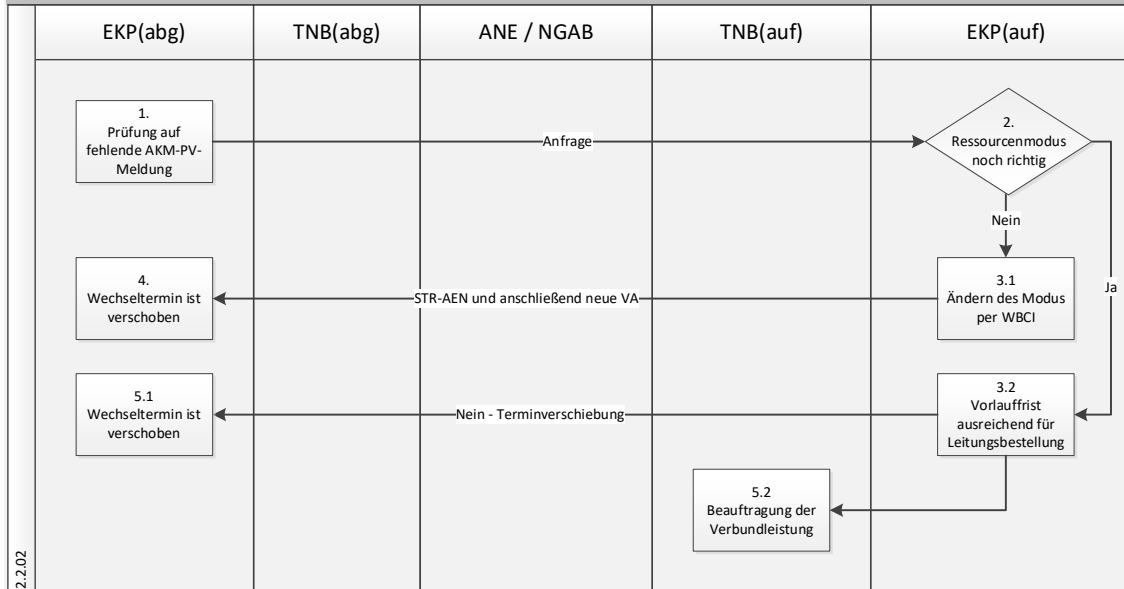 EKP(abg)
TNB(abg)
ANE / NGAB
TNB(auf)
EKP(auf)
1.
Prüfung auf
fehlende AKM-PV-
Meldung
Anfrage
2.
Ressourcenmodus
noch richtig
Nein
Ja
4.
Wechseltermin ist
verschoben
STR-AEN und anschließend neue VA
3.1
Ändern des Modus
per WBCI
5.1
Wechseltermin ist
verschoben
Nein - Terminverschiebung
3.2
Vorlauffrist
ausreichend für
Leitungsbestellung
5.2
Beauftragung der
Verbundleistung
2.2.02